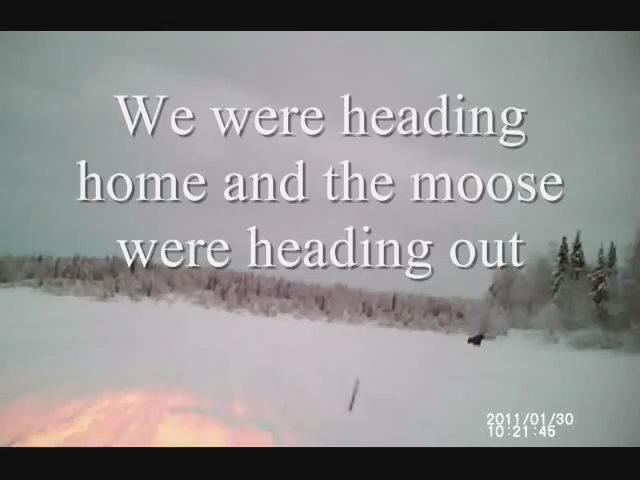 We were heading
home and the moose
were heading out
2011/01/30
10:21:45